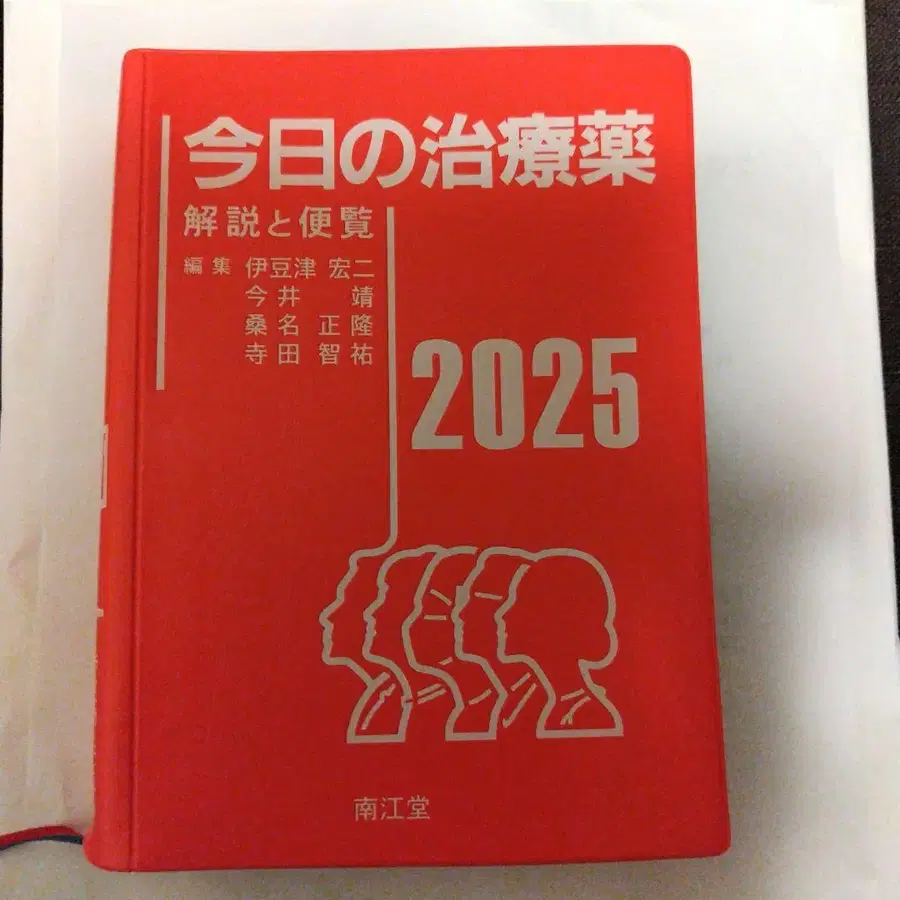 今日の治療薬
解説と便覧
編集 伊豆津 宏二
今井 靖
桑名 正隆
寺田 智祐
2025
南江堂